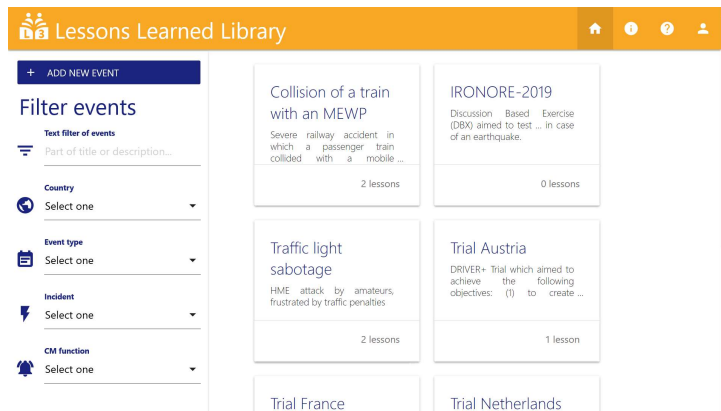 L 3 Lessons Learned Library
+ ADD NEW EVENT
Filter events
Text filter of events
Part of title or description...
Country
Select one
Event type
Select one
Incident
Select one
CM function
Select one
Collision of a train
with an MEWP
Severe railway accident in
which a passenger train
collided with a mobile ...
2 lessons
IRONORE-2019
Discussion Based Exercise
(DBX) aimed to test ... in case
of an earthquake.
0 lessons
Traffic light
sabotage
HME attack by amateurs,
frustrated by traffic penalties
2 lessons
Trial Austria
DRIVER+ Trial which aimed to
achieve the following
objectives: (1) to create ...
1 lesson
Trial France
Trial Netherlands